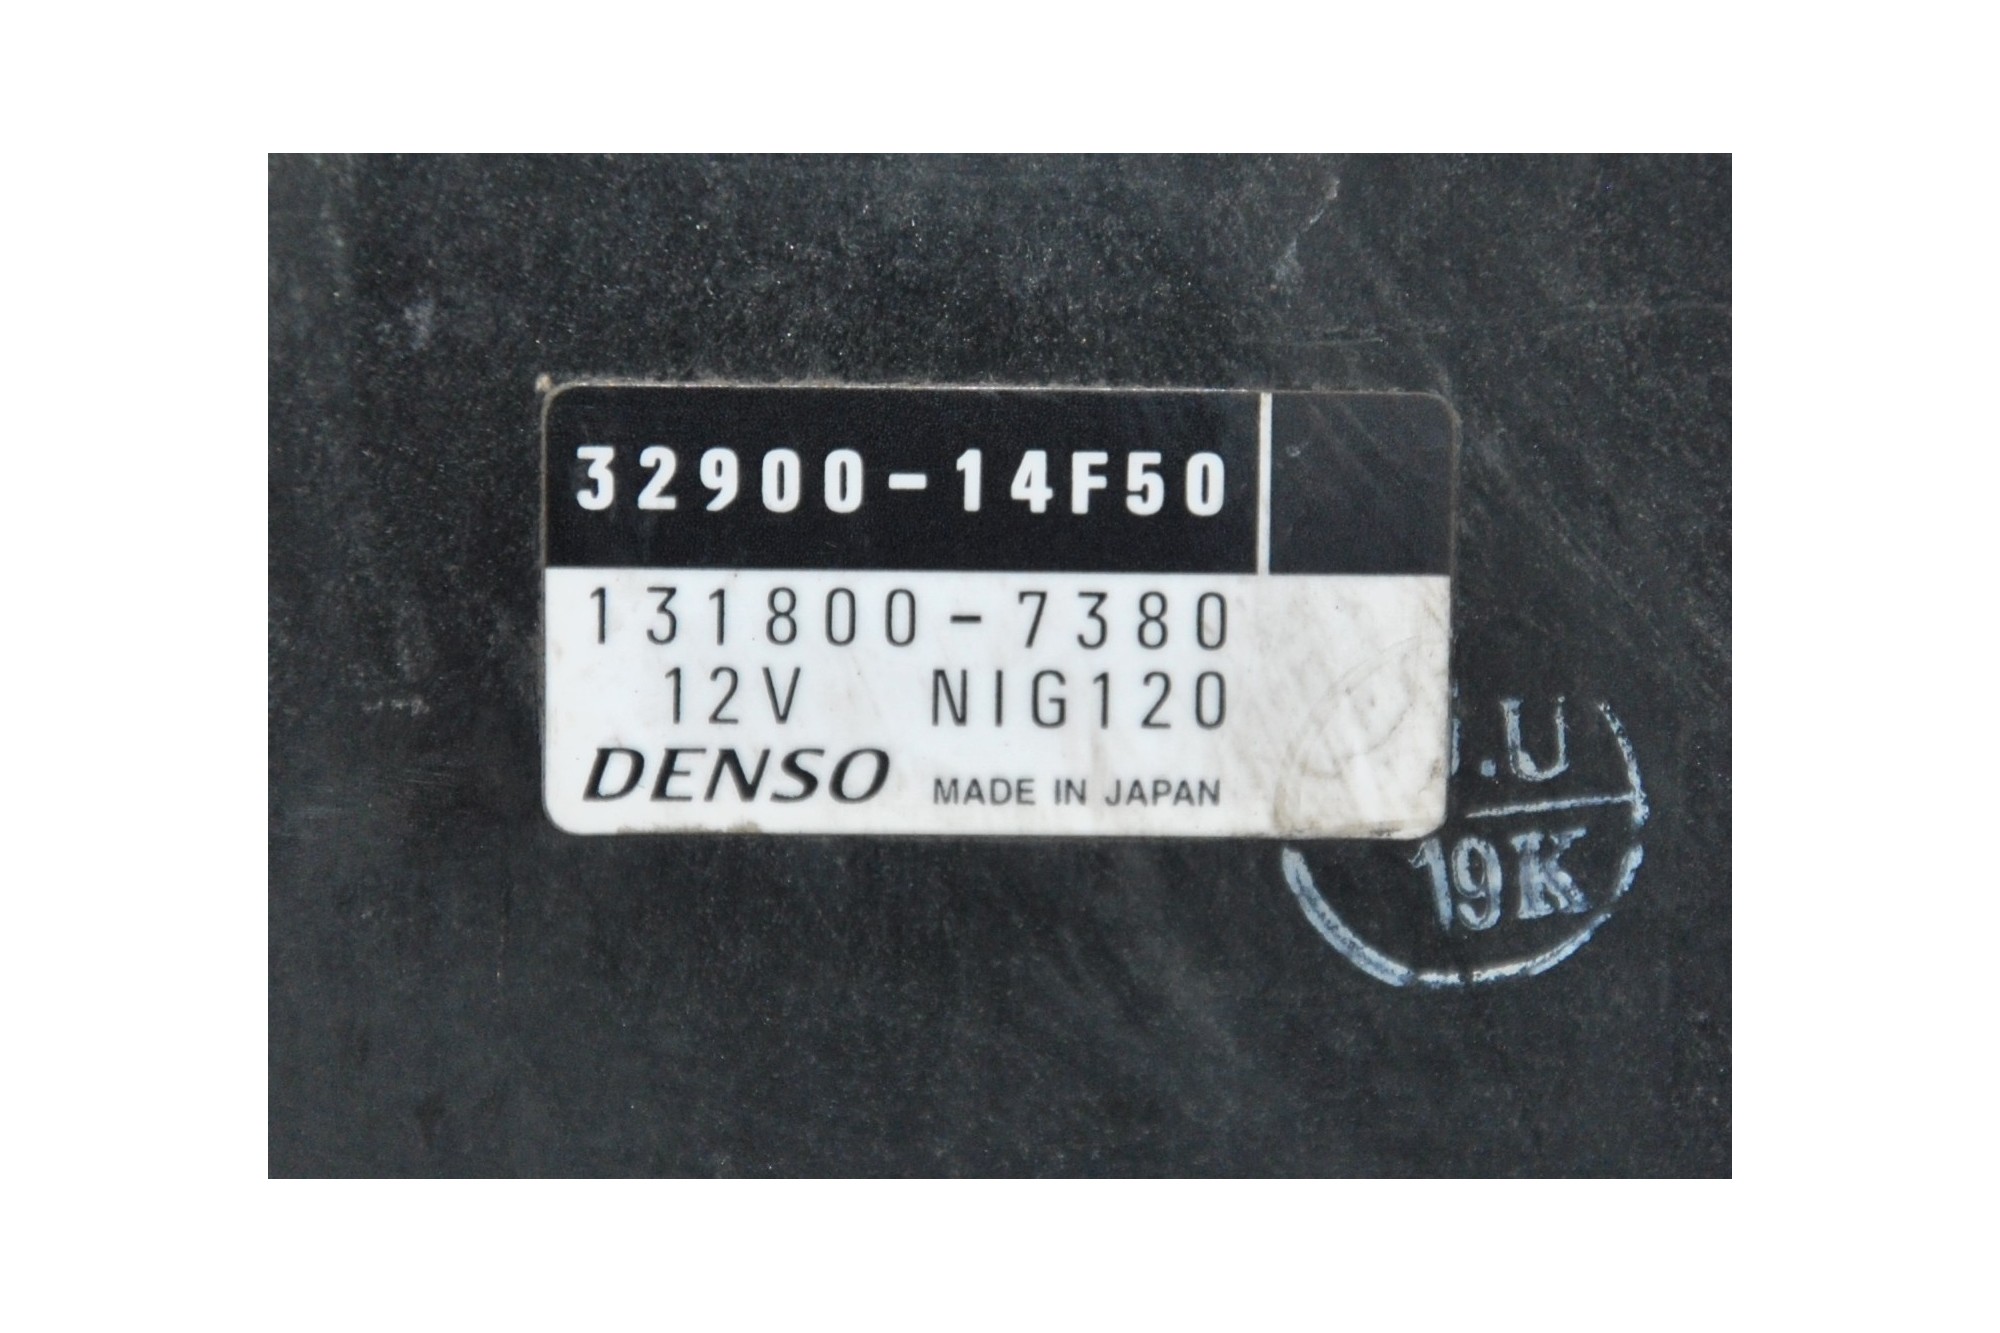 32900-14F50
131800-7380
12V NIG120
DENSO MADE IN JAPAN
.U
19K